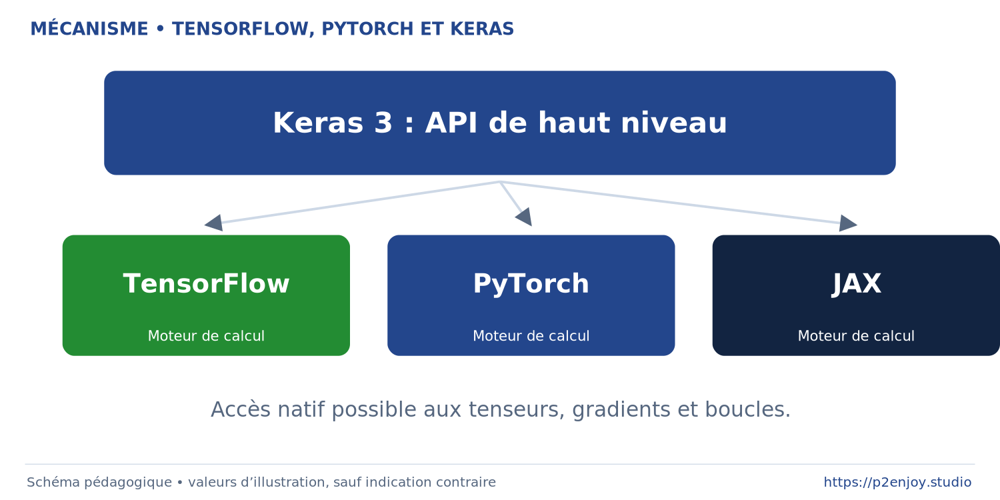 MÉCANISME • TENSORFLOW, PYTORCH ET KERAS
Keras 3 : API de haut niveau
TensorFlow
Moteur de calcul
PyTorch
Moteur de calcul
JAX
Moteur de calcul
Accès natif possible aux tenseurs, gradients et boucles.
Schéma pédagogique • valeurs d’illustration, sauf indication contraire
https://p2enjoy.studio